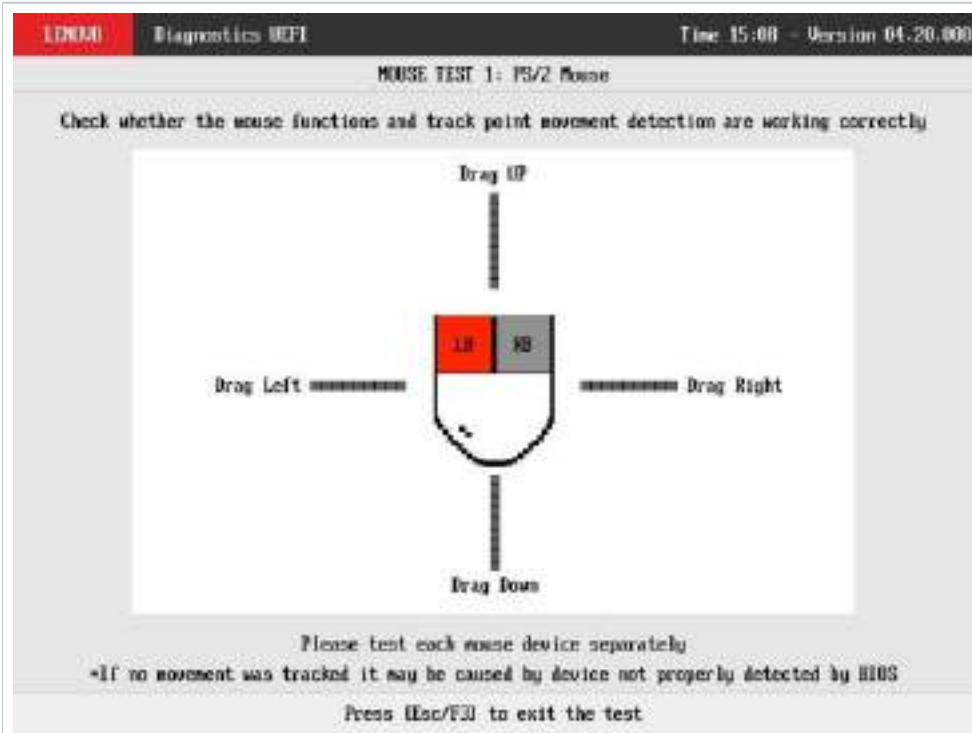 LENOVO Diagnostics UEFI Time 15:08 - Version 04.20.000
MOUSE TEST 1: PS/2 Mouse
Check whether the mouse functions and track point movement detection are working correctly
Drag UP
LB RB
Drag Left Drag Right
Drag Down
Please test each mouse device separately
*If no movement was tracked it may be caused by device not properly detected by BIOS
Press [Esc/F3] to exit the test